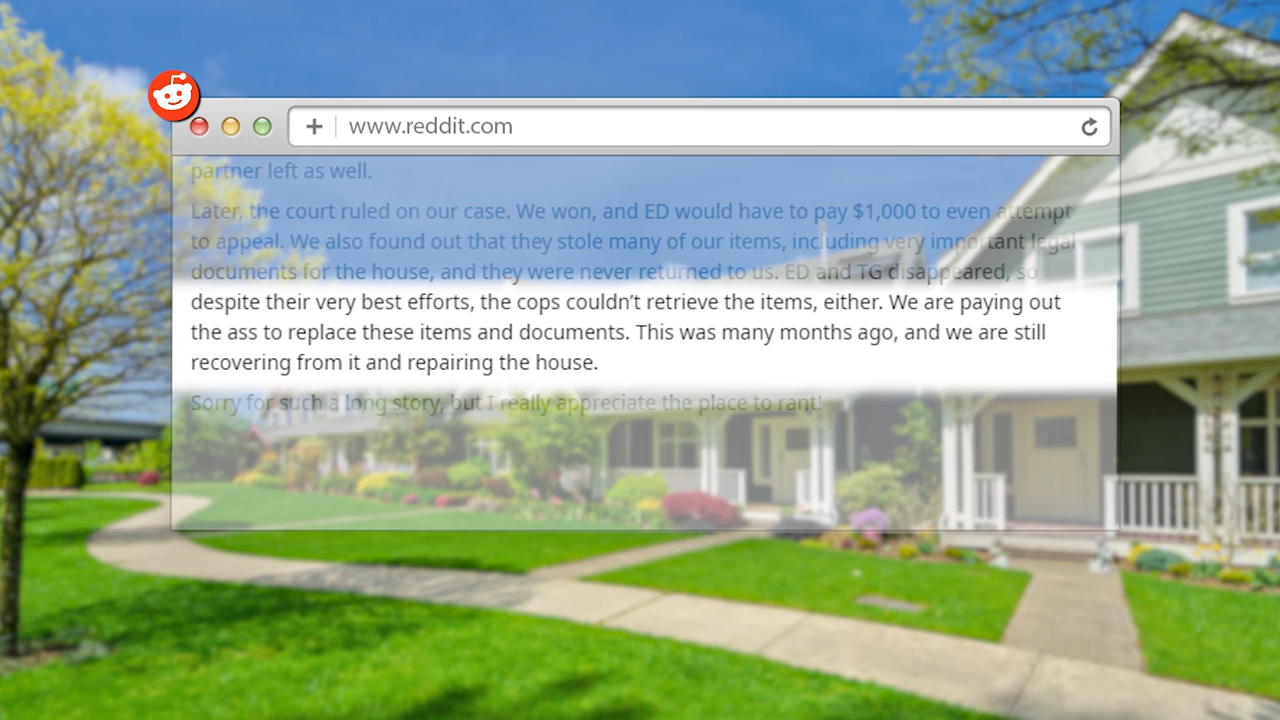 www.reddit.com
partner left as well.
Later, the court ruled on our case. We won, and ED would have to pay $1,000 to even attempt
to appeal. We also found out that they stole many of our items, including very important legal
documents for the house, and they were never returned to us. ED and TG disappeared, so
despite their very best efforts, the cops couldn’t retrieve the items, either. We are paying out
the ass to replace these items and documents. This was many months ago, and we are still
recovering from it and repairing the house.
Sorry for such a long story, but I really appreciate the place to rant!